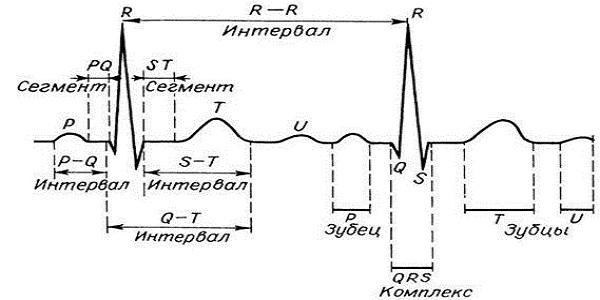 R
R – R
R
Интервал
PQ
ST
Сегмент
Сегмент
P
T
U
P–Q
Интервал
S–T
Интервал
Q
S
Q–T
Интервал
P
Зубец
T
U
Зубцы
QRS
Комплекс